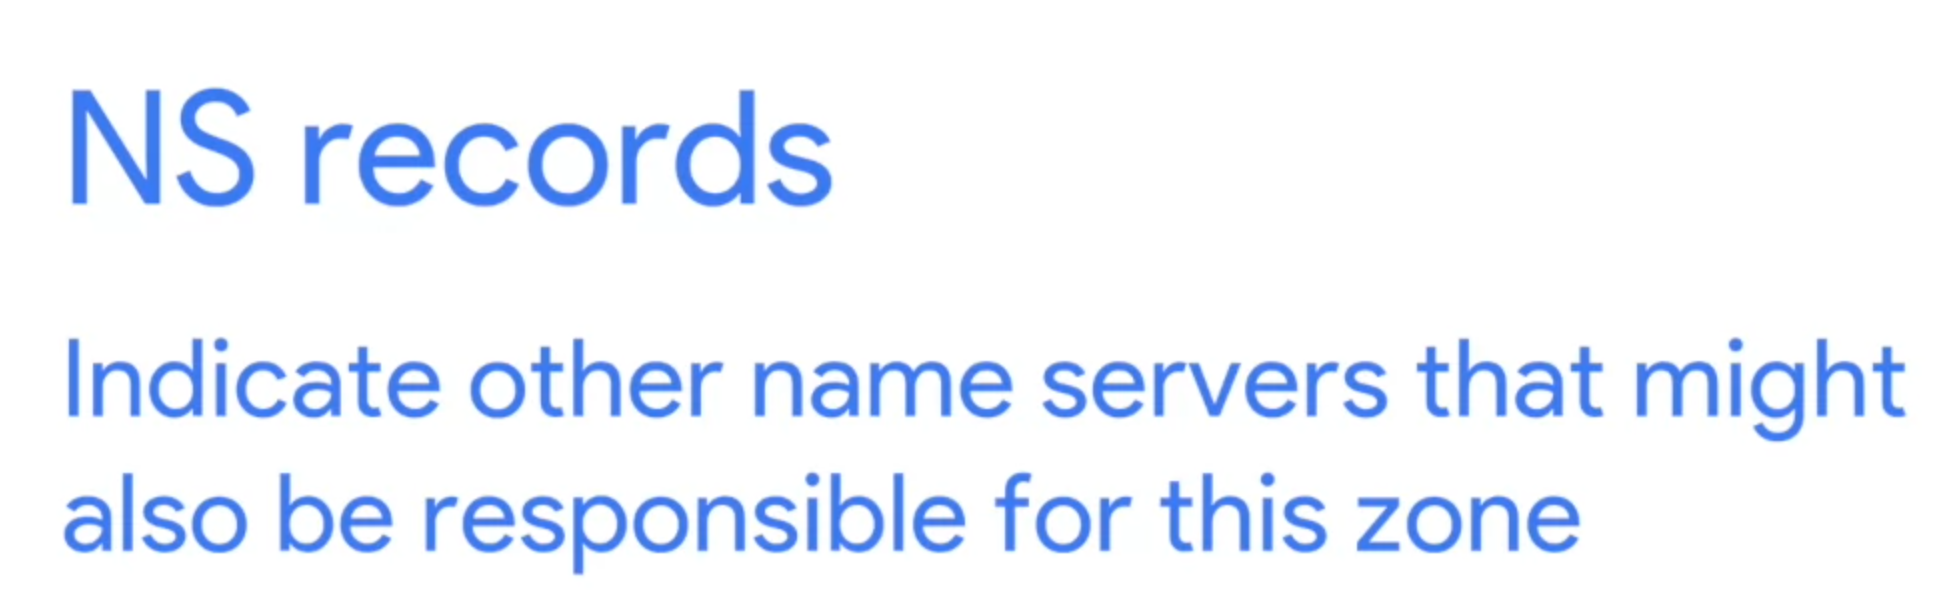 NS records
Indicate other name servers that might
also be responsible for this zone